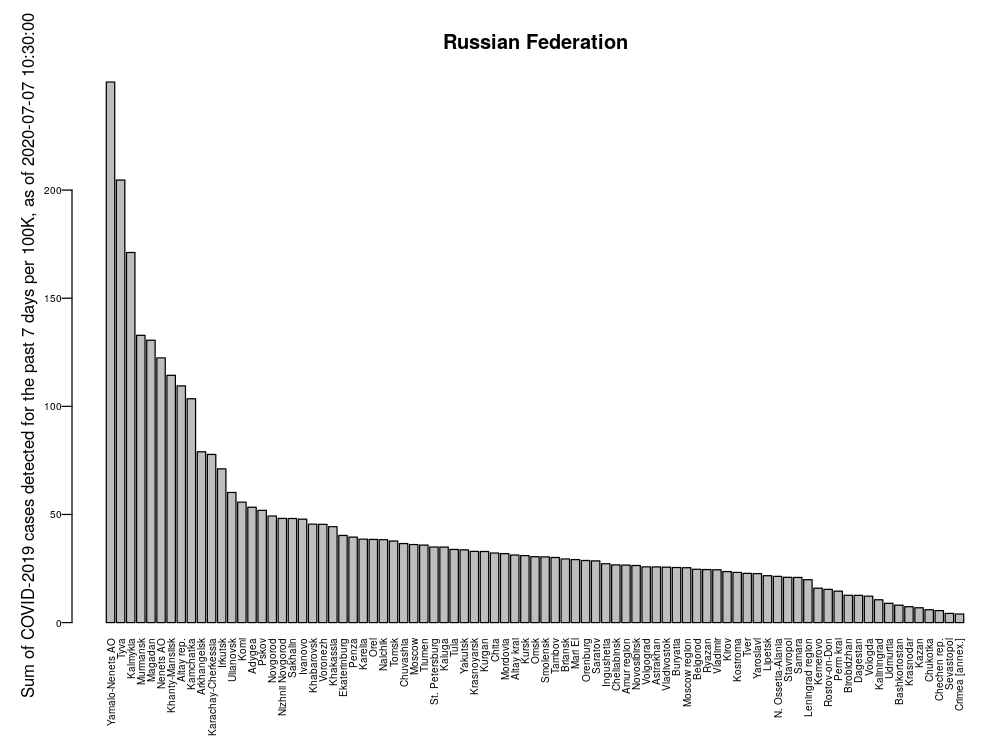 Russian Federation
Sum of COVID-2019 cases detected for the past 7 days per 100K, as of 2020-07-07 10:30:00
200
150
100
50
0
Yamalo-Nenets AO
Tyva
Kalmykia
Murmansk
Magadan
Nenets AO
Khanty-Mansiisk
Altay rep.
Kamchatka
Arkhangelsk
Karachay-Cherkessia
Irkutsk
Ulianovsk
Komi
Adygea
Pskov
Novgorod
Nizhnii Novgorod
Sakhalin
Ivanovo
Khabarovsk
Voronezh
Khakassia
Ekaterinburg
Penza
Karelia
Orel
Nalchik
Tomsk
Chuvashia
Moscow
Tiumen
St. Petersburg
Kaluga
Tula
Yakutsk
Krasnoyarsk
Kurgan
Chita
Mordovia
Altay krai
Kursk
Omsk
Smolensk
Tambov
Briansk
Mari El
Orenburg
Saratov
Ingushetia
Cheliabinsk
Amur region
Novosibirsk
Volgograd
Astrakhan
Vladivostok
Buryatia
Moscow region
Belgorod
Ryazan
Vladimir
Kirov
Kostroma
Tver
Yaroslavl
Lipetsk
N. Ossetia-Alania
Stavropol
Samara
Leningrad region
Kemerovo
Rostov-on-Don
Perm krai
Birobidzhan
Dagestan
Vologda
Kaliningrad
Udmurtia
Bashkortostan
Krasnodar
Kazan
Chukotka
Chechen rep.
Sevastopol
Crimea [annex.]